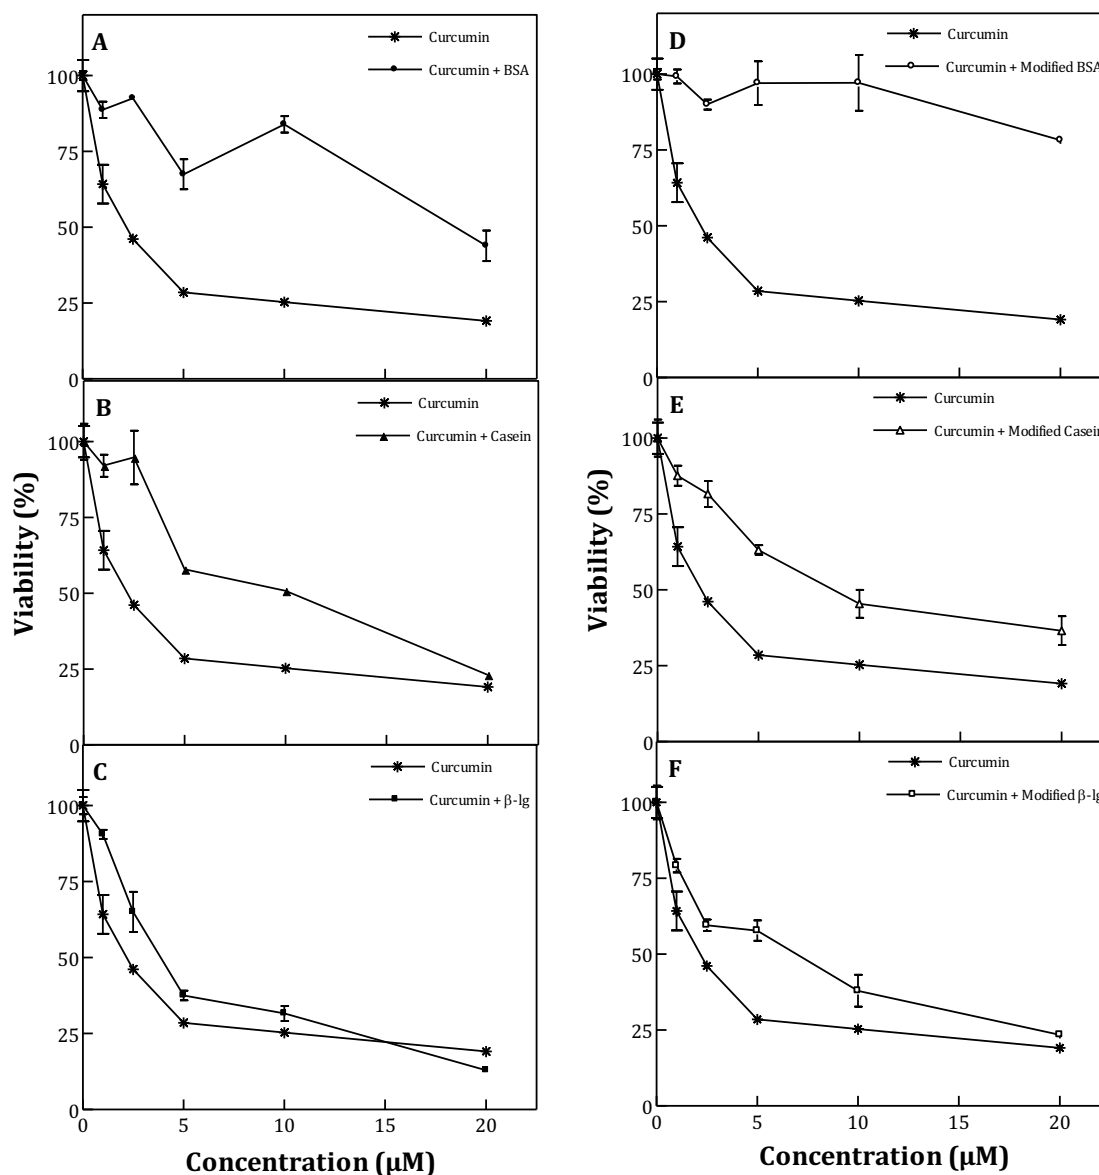 A
Curcumin
Curcumin + BSA
100
75
50
25
0
B
Curcumin
Curcumin + Casein
100
75
50
25
0
C
Curcumin
Curcumin + β-lg
100
75
50
25
0
0 5 10 15 20
Viability (%)
Concentration (µM)
D
Curcumin
Curcumin + Modified BSA
100
75
50
25
0
E
Curcumin
Curcumin + Modified Casein
100
75
50
25
0
F
Curcumin
Curcumin + Modified β-lg
100
75
50
25
0
0 5 10 15 20
Viability (%)
Concentration (µM)